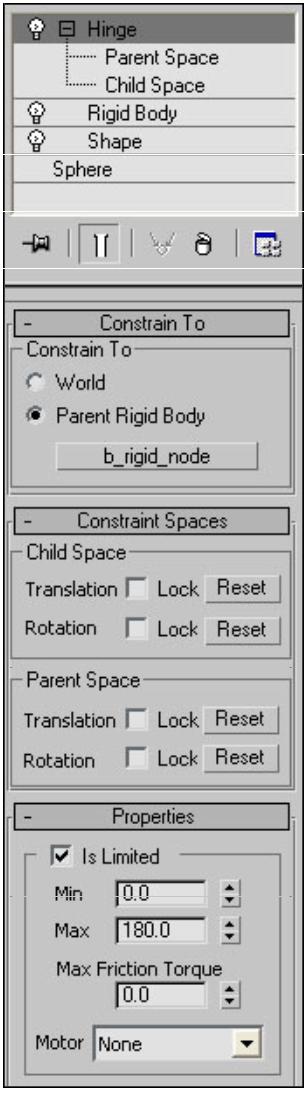 Hinge
Parent Space
Child Space
Rigid Body
Shape
Sphere
- Constrain To
Constrain To
World
Parent Rigid Body
b_rigid_node
- Constraint Spaces
Child Space
Translation Lock Reset
Rotation Lock Reset
Parent Space
Translation Lock Reset
Rotation Lock Reset
- Properties
Is Limited
Min 0.0
Max 180.0
Max Friction Torque
0.0
Motor None